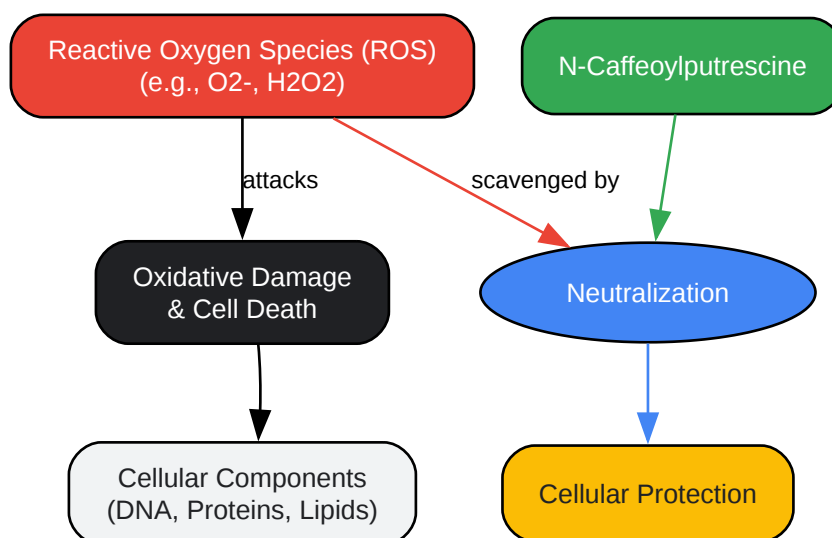 Reactive Oxygen Species (ROS)
(e.g., O2-, H2O2)
N-Caffeoylputrescine
attacks
scavenged by
Oxidative Damage
& Cell Death
Neutralization
Cellular Components
(DNA, Proteins, Lipids)
Cellular Protection